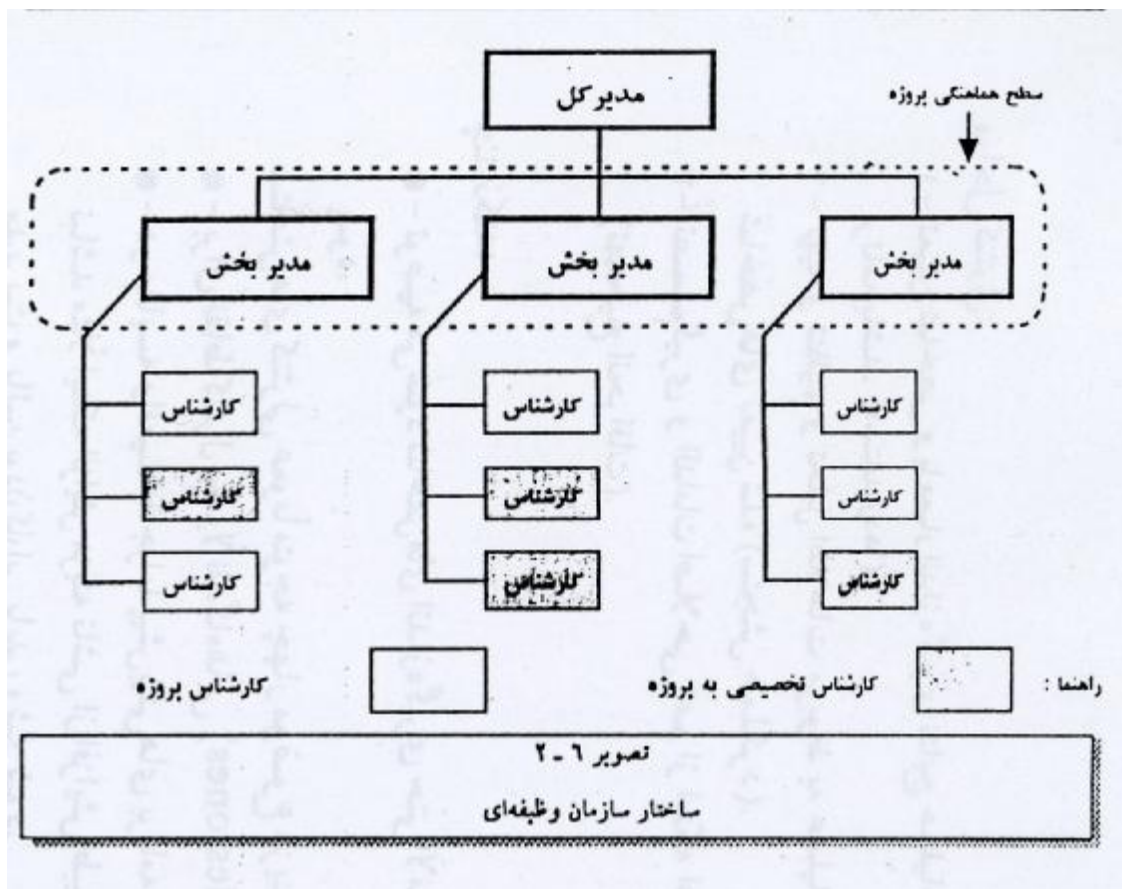 مدیر کل
سطح هماهنگی پروژه
مدیر بخش
مدیر بخش
مدیر بخش
کارشناس
کارشناس
کارشناس
کارشناس
کارشناس
کارشناس
کارشناس
کارشناس
کارشناس
راهنما :
کارشناس تخصیصی به پروژه
کارشناس پروژه
تصویر ٦ ـ ٢
ساختار سازمان وظیفه‌ای